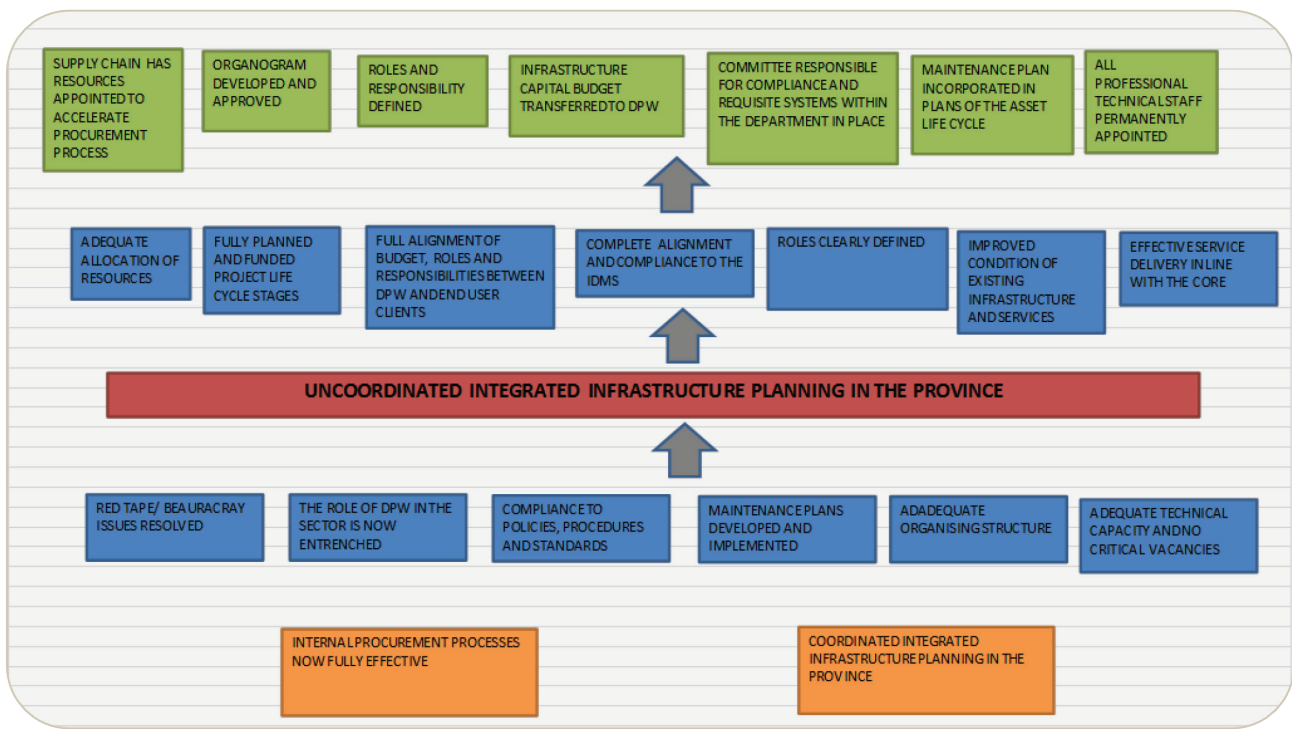 SUPPLY CHAIN HAS
RESOURCES
APPOINTED TO
ACCELERATE
PROCUREMENT
PROCESS
ORGANOGRAM
DEVELOPED AND
APPROVED
ROLES AND
RESPONSIBILITY
DEFINED
INFRASTRUCTURE
CAPITAL BUDGET
TRANSFERRED TO DPW
COMMITTEE RESPONSIBLE
FOR COMPLIANCE AND
REQUISITE SYSTEMS WITHIN
THE DEPARTMENT IN PLACE
MAINTENANCE PLAN
INCORPORATED IN
PLANS OF THE ASSET
LIFE CYCLE
ALL
PROFESSIONAL
TECHNICAL STAFF
PERMANENTLY
APPOINTED
ADEQUATE
ALLOCATION OF
RESOURCES
FULLY PLANNED
AND FUNDED
PROJECT LIFE
CYCLE STAGES
FULL ALIGNMENT OF
BUDGET, ROLES AND
RESPONSIBILITIES BETWEEN
DPW AND END USER
CLIENTS
COMPLETE ALIGNMENT
AND COMPLIANCE TO THE
IDMS
ROLES CLEARLY DEFINED
IMPROVED
CONDITION OF
EXISTING
INFRASTRUCTURE
AND SERVICES
EFFECTIVE SERVICE
DELIVERY IN LINE
WITH THE CORE
UNCOORDINATED INTEGRATED INFRASTRUCTURE PLANNING IN THE PROVINCE
RED TAPE/ BEAURACRAY
ISSUES RESOLVED
THE ROLE OF DPW IN THE
SECTOR IS NOW
ENTRENCHED
COMPLIANCE TO
POLICIES, PROCEDURES
AND STANDARDS
MAINTENANCE PLANS
DEVELOPED AND
IMPLEMENTED
ADADEQUATE
ORGANISING STRUCTURE
ADEQUATE TECHNICAL
CAPACITY AND NO
CRITICAL VACANCIES
INTERNAL PROCUREMENT PROCESSES
NOW FULLY EFFECTIVE
COORDINATED INTEGRATED
INFRASTRUCTURE PLANNING IN THE
PROVINCE